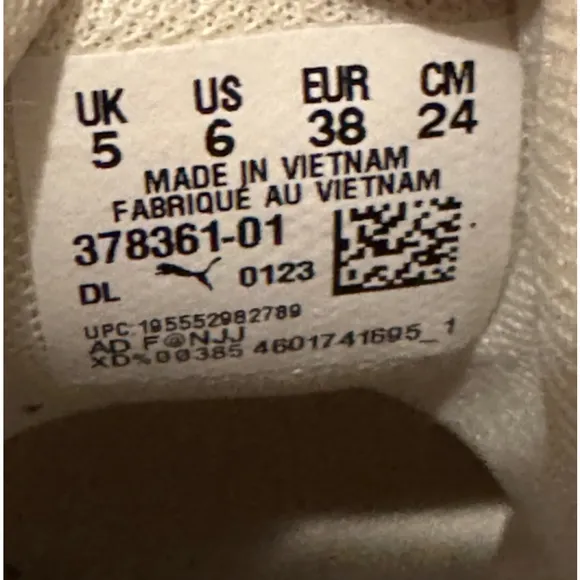 UK US EUR CM
5 6 38 24
MADE IN VIETNAM
FABRIQUÉ AU VIETNAM
378361-01
DL 0123
UPC:195552982789
AD F@NJJ
XD%00385 4601741695_1